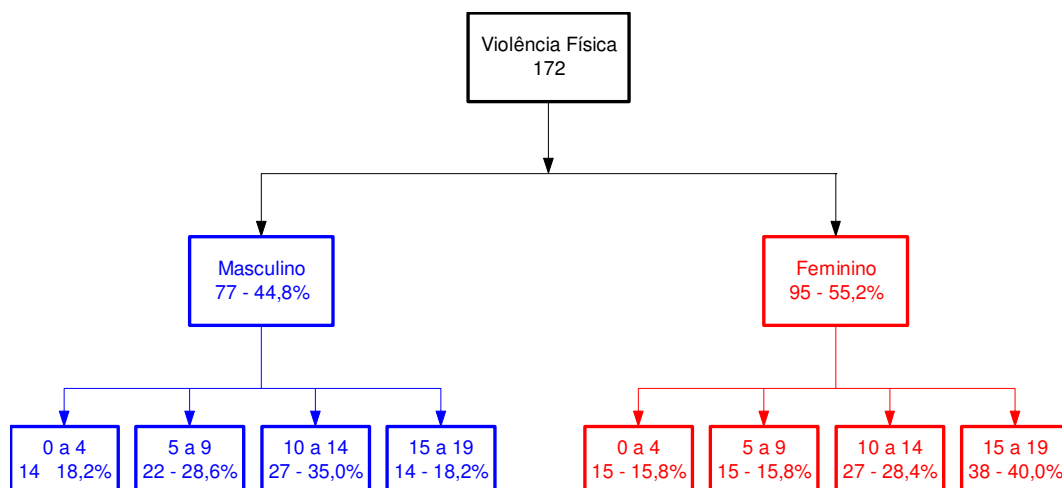 Violência Física
172
Masculino
77 - 44,8%
Feminino
95 - 55,2%
0 a 4
14   18,2%
5 a 9
22 - 28,6%
10 a 14
27 - 35,0%
15 a 19
14 - 18,2%
0 a 4
15 - 15,8%
5 a 9
15 - 15,8%
10 a 14
27 - 28,4%
15 a 19
38 - 40,0%